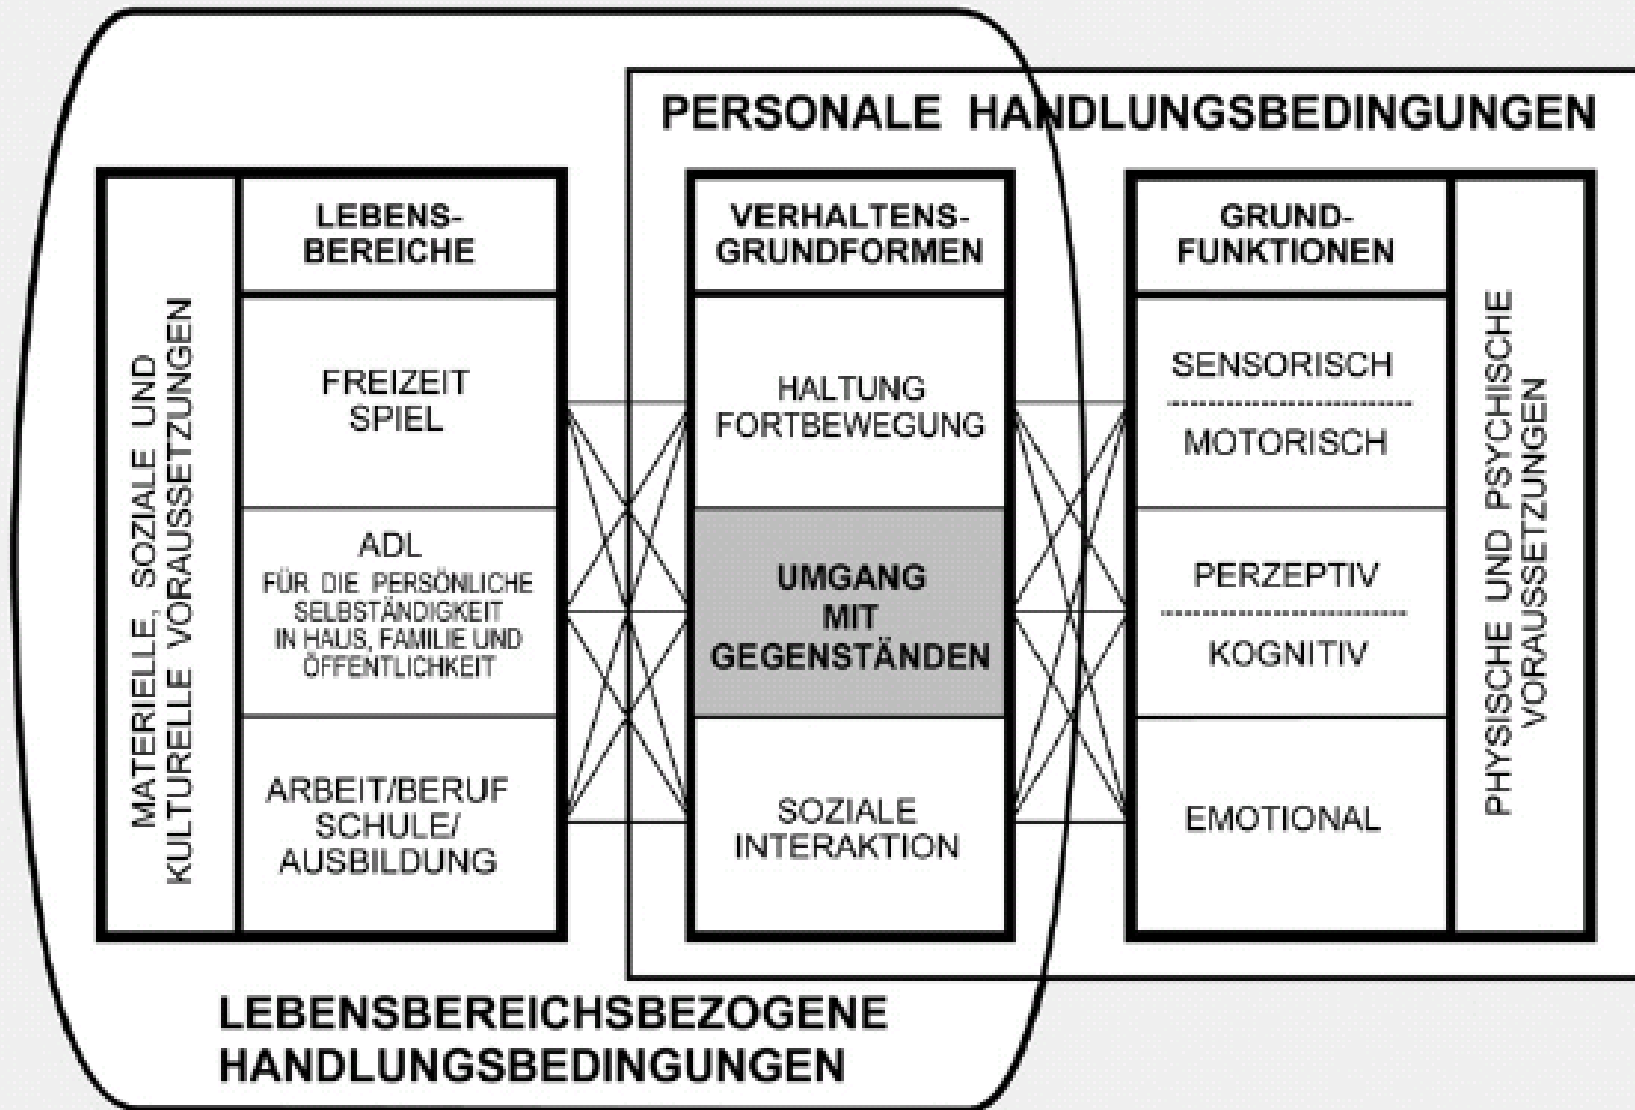 PERSONALE HANDLUNGSBEDINGUNGEN
MATERIELLE, SOZIALE UND
KULTURELLE VORAUSSETZUNGEN
LEBENS-
BEREICHE
FREIZEIT
SPIEL
ADL
FÜR DIE PERSÖNLICHE
SELBSTÄNDIGKEIT
IN HAUS, FAMILIE UND
ÖFFENTLICHKEIT
ARBEIT/BERUF
SCHULE/
AUSBILDUNG
VERHALTENS-
GRUNDFORMEN
HALTUNG
FORTBEWEGUNG
UMGANG
MIT
GEGENSTÄNDEN
SOZIALE
INTERAKTION
GRUND-
FUNKTIONEN
SENSORISCH
MOTORISCH
PERZEPTIV
KOGNITIV
EMOTIONAL
PHYSISCHE UND PSYCHISCHE
VORAUSSETZUNGEN
LEBENSBEREICHSBEZOGENE
HANDLUNGSBEDINGUNGEN